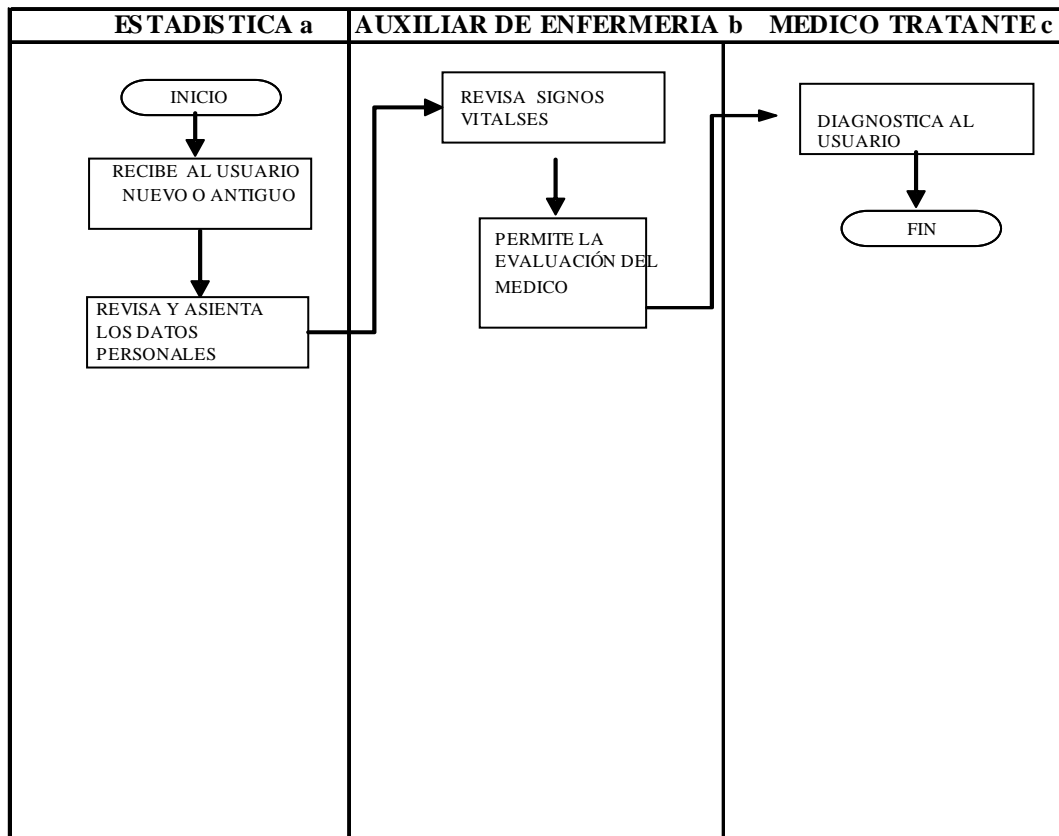 ESTADISTICA a
AUXILIAR DE ENFERMERIA b
MEDICO TRATANTE c
INICIO
RECIBE AL USUARIO
NUEVO O ANTIGUO
REVISA Y ASIENTA
LOS DATOS
PERSONALES
REVISA SIGNOS
VITALSES
PERMITE LA
EVALUACIÓN DEL
MEDICO
DIAGNOSTICA AL
USUARIO
FIN